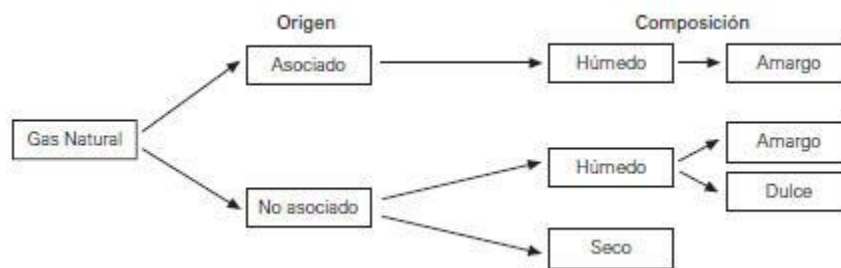 Origen
Composición
Asociado
Húmedo
Amargo
Gas Natural
Amargo
Húmedo
Dulce
No asociado
Seco